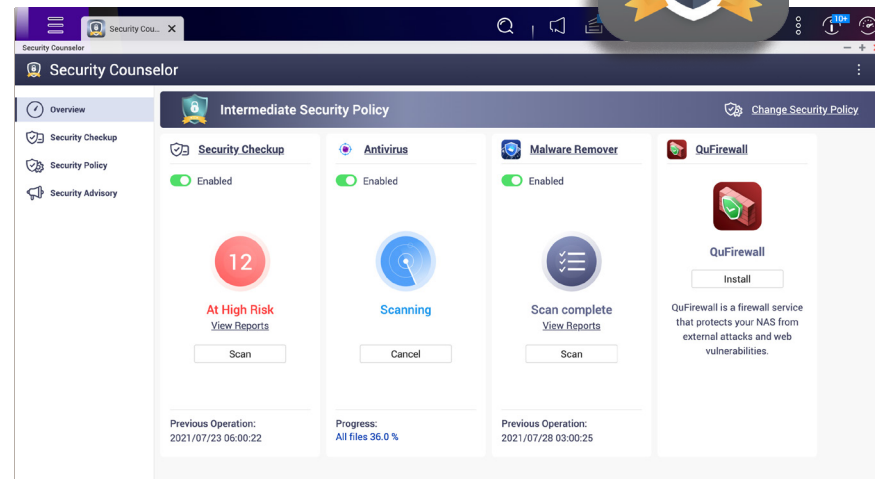 Security Cou... ×
10+
Security Counselor
Security Counselor
Overview
Security Checkup
Security Policy
Security Advisory
Intermediate Security Policy
Change Security Policy
Security Checkup
Enabled
12
At High Risk
View Reports
Scan
Previous Operation:
2021/07/23 06:00:22
Antivirus
Enabled
Scanning
Cancel
Progress:
All files 36.0 %
Malware Remover
Enabled
Scan complete
View Reports
Scan
Previous Operation:
2021/07/28 03:00:25
QuFirewall
QuFirewall
Install
QuFirewall is a firewall service
that protects your NAS from
external attacks and web
vulnerabilities.